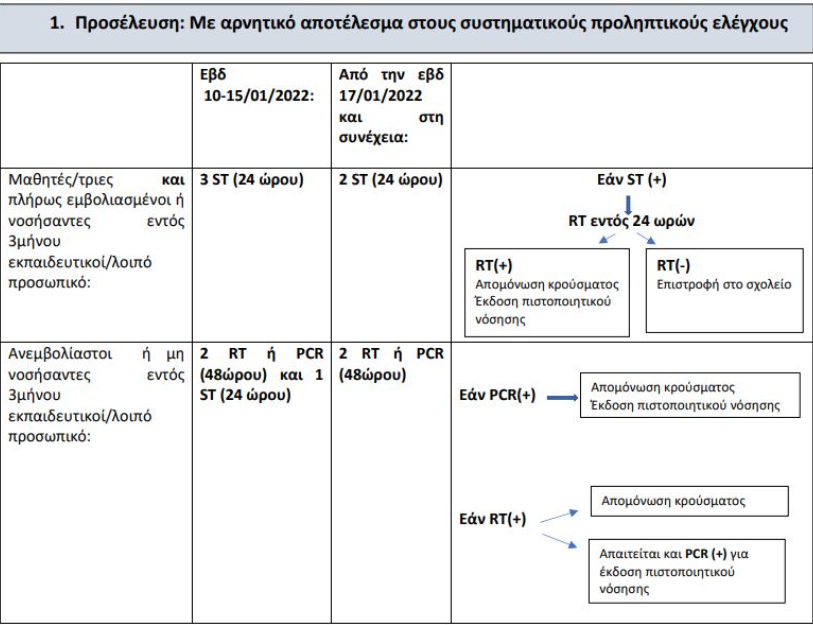 1. Προσέλευση: Με αρνητικό αποτέλεσμα στους συστηματικούς προληπτικούς ελέγχους
Εβδ
10-15/01/2022:
Από την εβδ
17/01/2022
και στη
συνέχεια:
Μαθητές/τριες και
πλήρως εμβολιασμένοι ή
νοσήσαντες εντός
3μήνου
εκπαιδευτικοί/λοιπό
προσωπικό:
3 ST (24 ώρου)
2 ST (24 ώρου)
Εάν ST (+)
RT εντός 24 ωρών
RT(+)
Απομόνωση κρούσματος
Έκδοση πιστοποιητικού
νόσησης
RT(-)
Επιστροφή στο σχολείο
Ανεμβολίαστοι ή μη
νοσήσαντες εντός
3μήνου
εκπαιδευτικοί/λοιπό
προσωπικό:
2 RT ή PCR
(48ώρου) και 1
ST (24 ώρου)
2 RT ή PCR
(48ώρου)
Εάν PCR(+)
Απομόνωση κρούσματος
Έκδοση πιστοποιητικού νόσησης
Εάν RT(+)
Απομόνωση κρούσματος
Απαιτείται και PCR (+) για
έκδοση πιστοποιητικού
νόσησης